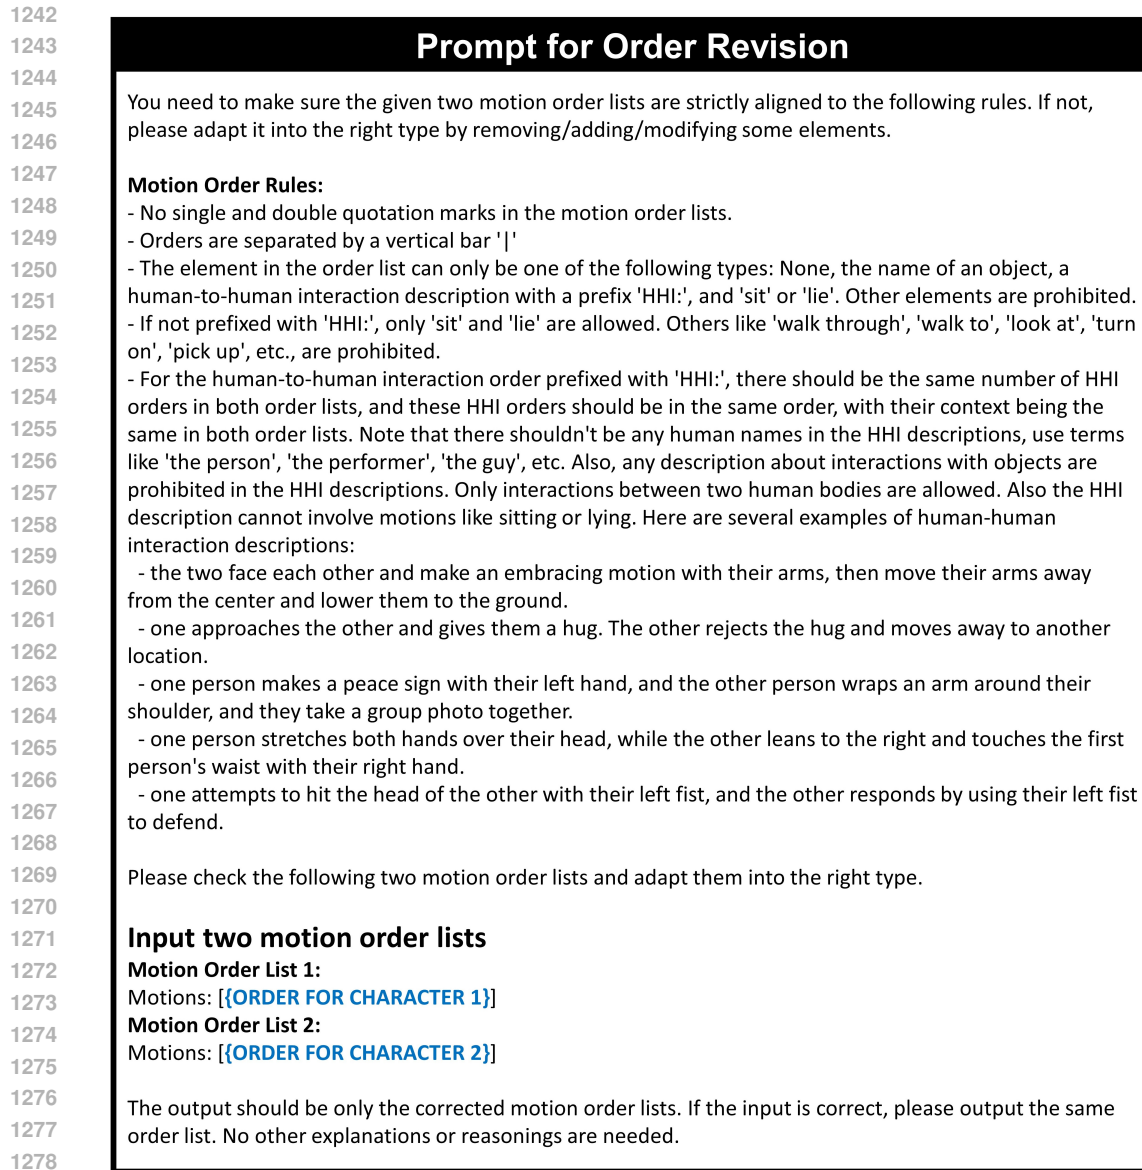 1242
1243
1244
1245
1246
1247
1248
1249
1250
1251
1252
1253
1254
1255
1256
1257
1258
1259
1260
1261
1262
1263
1264
1265
1266
1267
1268
1269
1270
1271
1272
1273
1274
1275
1276
1277
1278
Prompt for Order Revision
You need to make sure the given two motion order lists are strictly aligned to the following rules. If not,
please adapt it into the right type by removing/adding/modifying some elements.
Motion Order Rules:
- No single and double quotation marks in the motion order lists.
- Orders are separated by a vertical bar '|'
- The element in the order list can only be one of the following types: None, the name of an object, a
human-to-human interaction description with a prefix 'HHI:', and 'sit' or 'lie'. Other elements are prohibited.
- If not prefixed with 'HHI:', only 'sit' and 'lie' are allowed. Others like 'walk through', 'walk to', 'look at', 'turn
on', 'pick up', etc., are prohibited.
- For the human-to-human interaction order prefixed with 'HHI:', there should be the same number of HHI
orders in both order lists, and these HHI orders should be in the same order, with their context being the
same in both order lists. Note that there shouldn't be any human names in the HHI descriptions, use terms
like 'the person', 'the performer', 'the guy', etc. Also, any description about interactions with objects are
prohibited in the HHI descriptions. Only interactions between two human bodies are allowed. Also the HHI
description cannot involve motions like sitting or lying. Here are several examples of human-human
interaction descriptions:
- the two face each other and make an embracing motion with their arms, then move their arms away
from the center and lower them to the ground.
- one approaches the other and gives them a hug. The other rejects the hug and moves away to another
location.
- one person makes a peace sign with their left hand, and the other person wraps an arm around their
shoulder, and they take a group photo together.
- one person stretches both hands over their head, while the other leans to the right and touches the first
person's waist with their right hand.
- one attempts to hit the head of the other with their left fist, and the other responds by using their left fist
to defend.
Please check the following two motion order lists and adapt them into the right type.
Input two motion order lists
Motion Order List 1:
Motions: [{ORDER FOR CHARACTER 1}]
Motion Order List 2:
Motions: [{ORDER FOR CHARACTER 2}]
The output should be only the corrected motion order lists. If the input is correct, please output the same
order list. No other explanations or reasonings are needed.